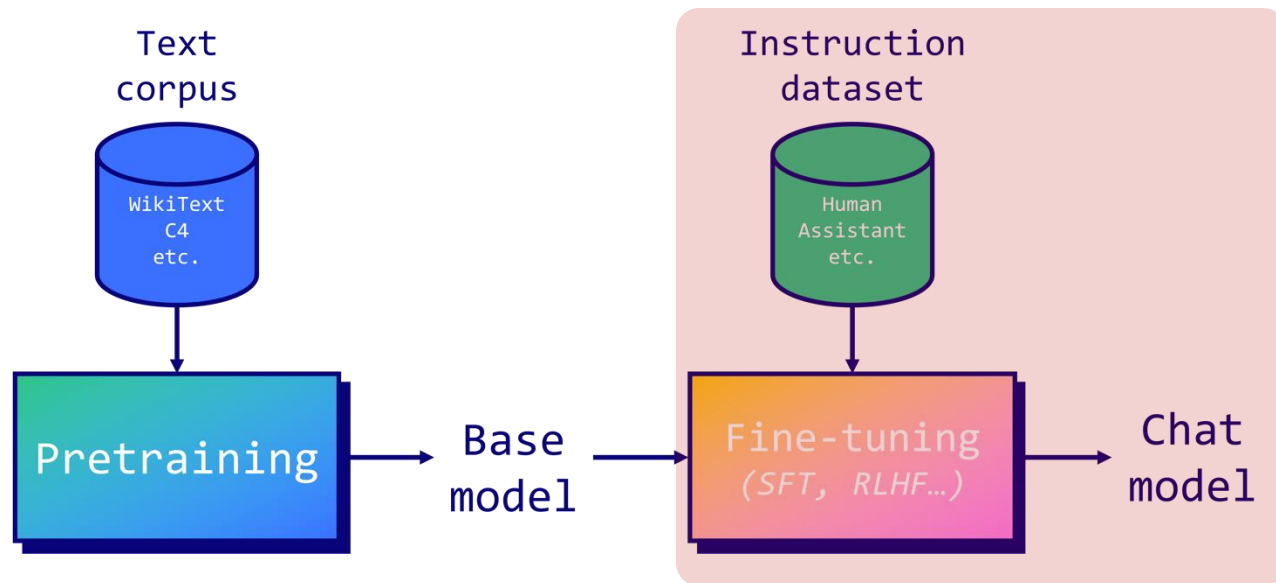 Text
corpus
WikiText
C4
etc.
Pretraining
Base
model
Instruction
dataset
Human
Assistant
etc.
Fine-tuning
(SFT, RLHF…)
Chat
model